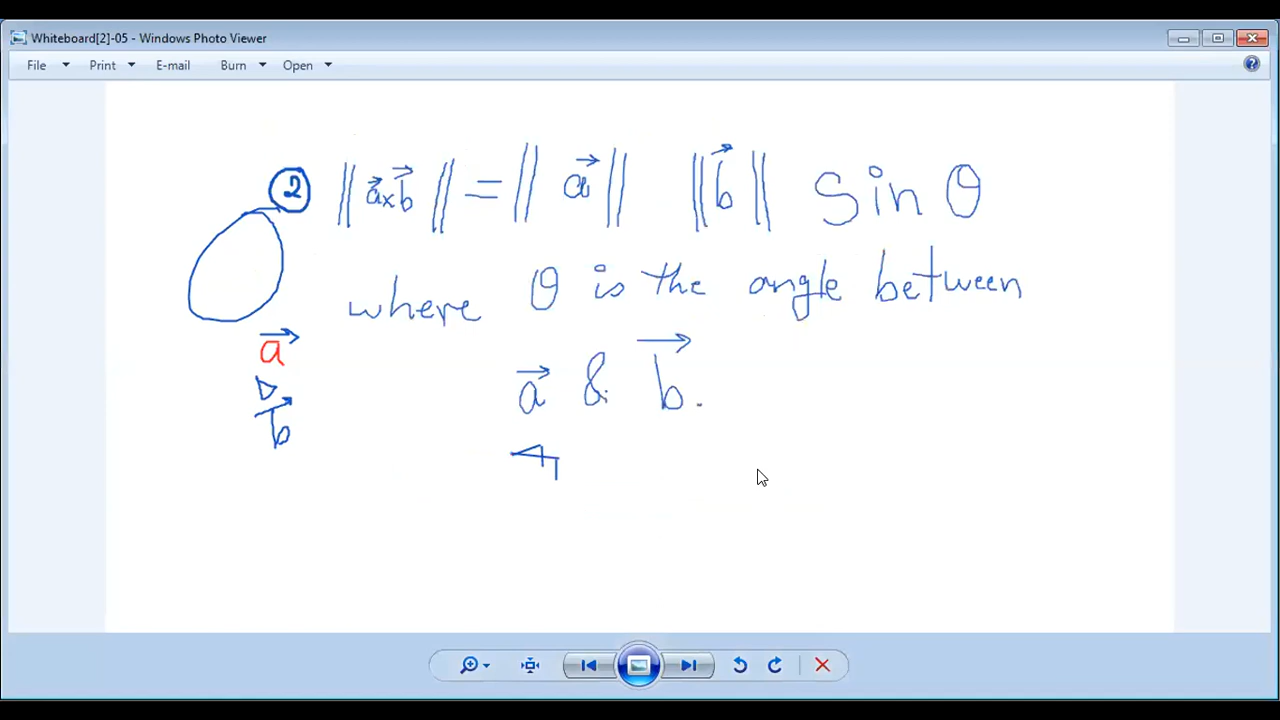 Whiteboard[2]-05 - Windows Photo Viewer
File Print E-mail Burn Open
② ‖a⃗×b⃗‖ = ‖a⃗‖ ‖b⃗‖ Sin θ
where θ is the angle between
a⃗ & b⃗.
a⃗
b⃗